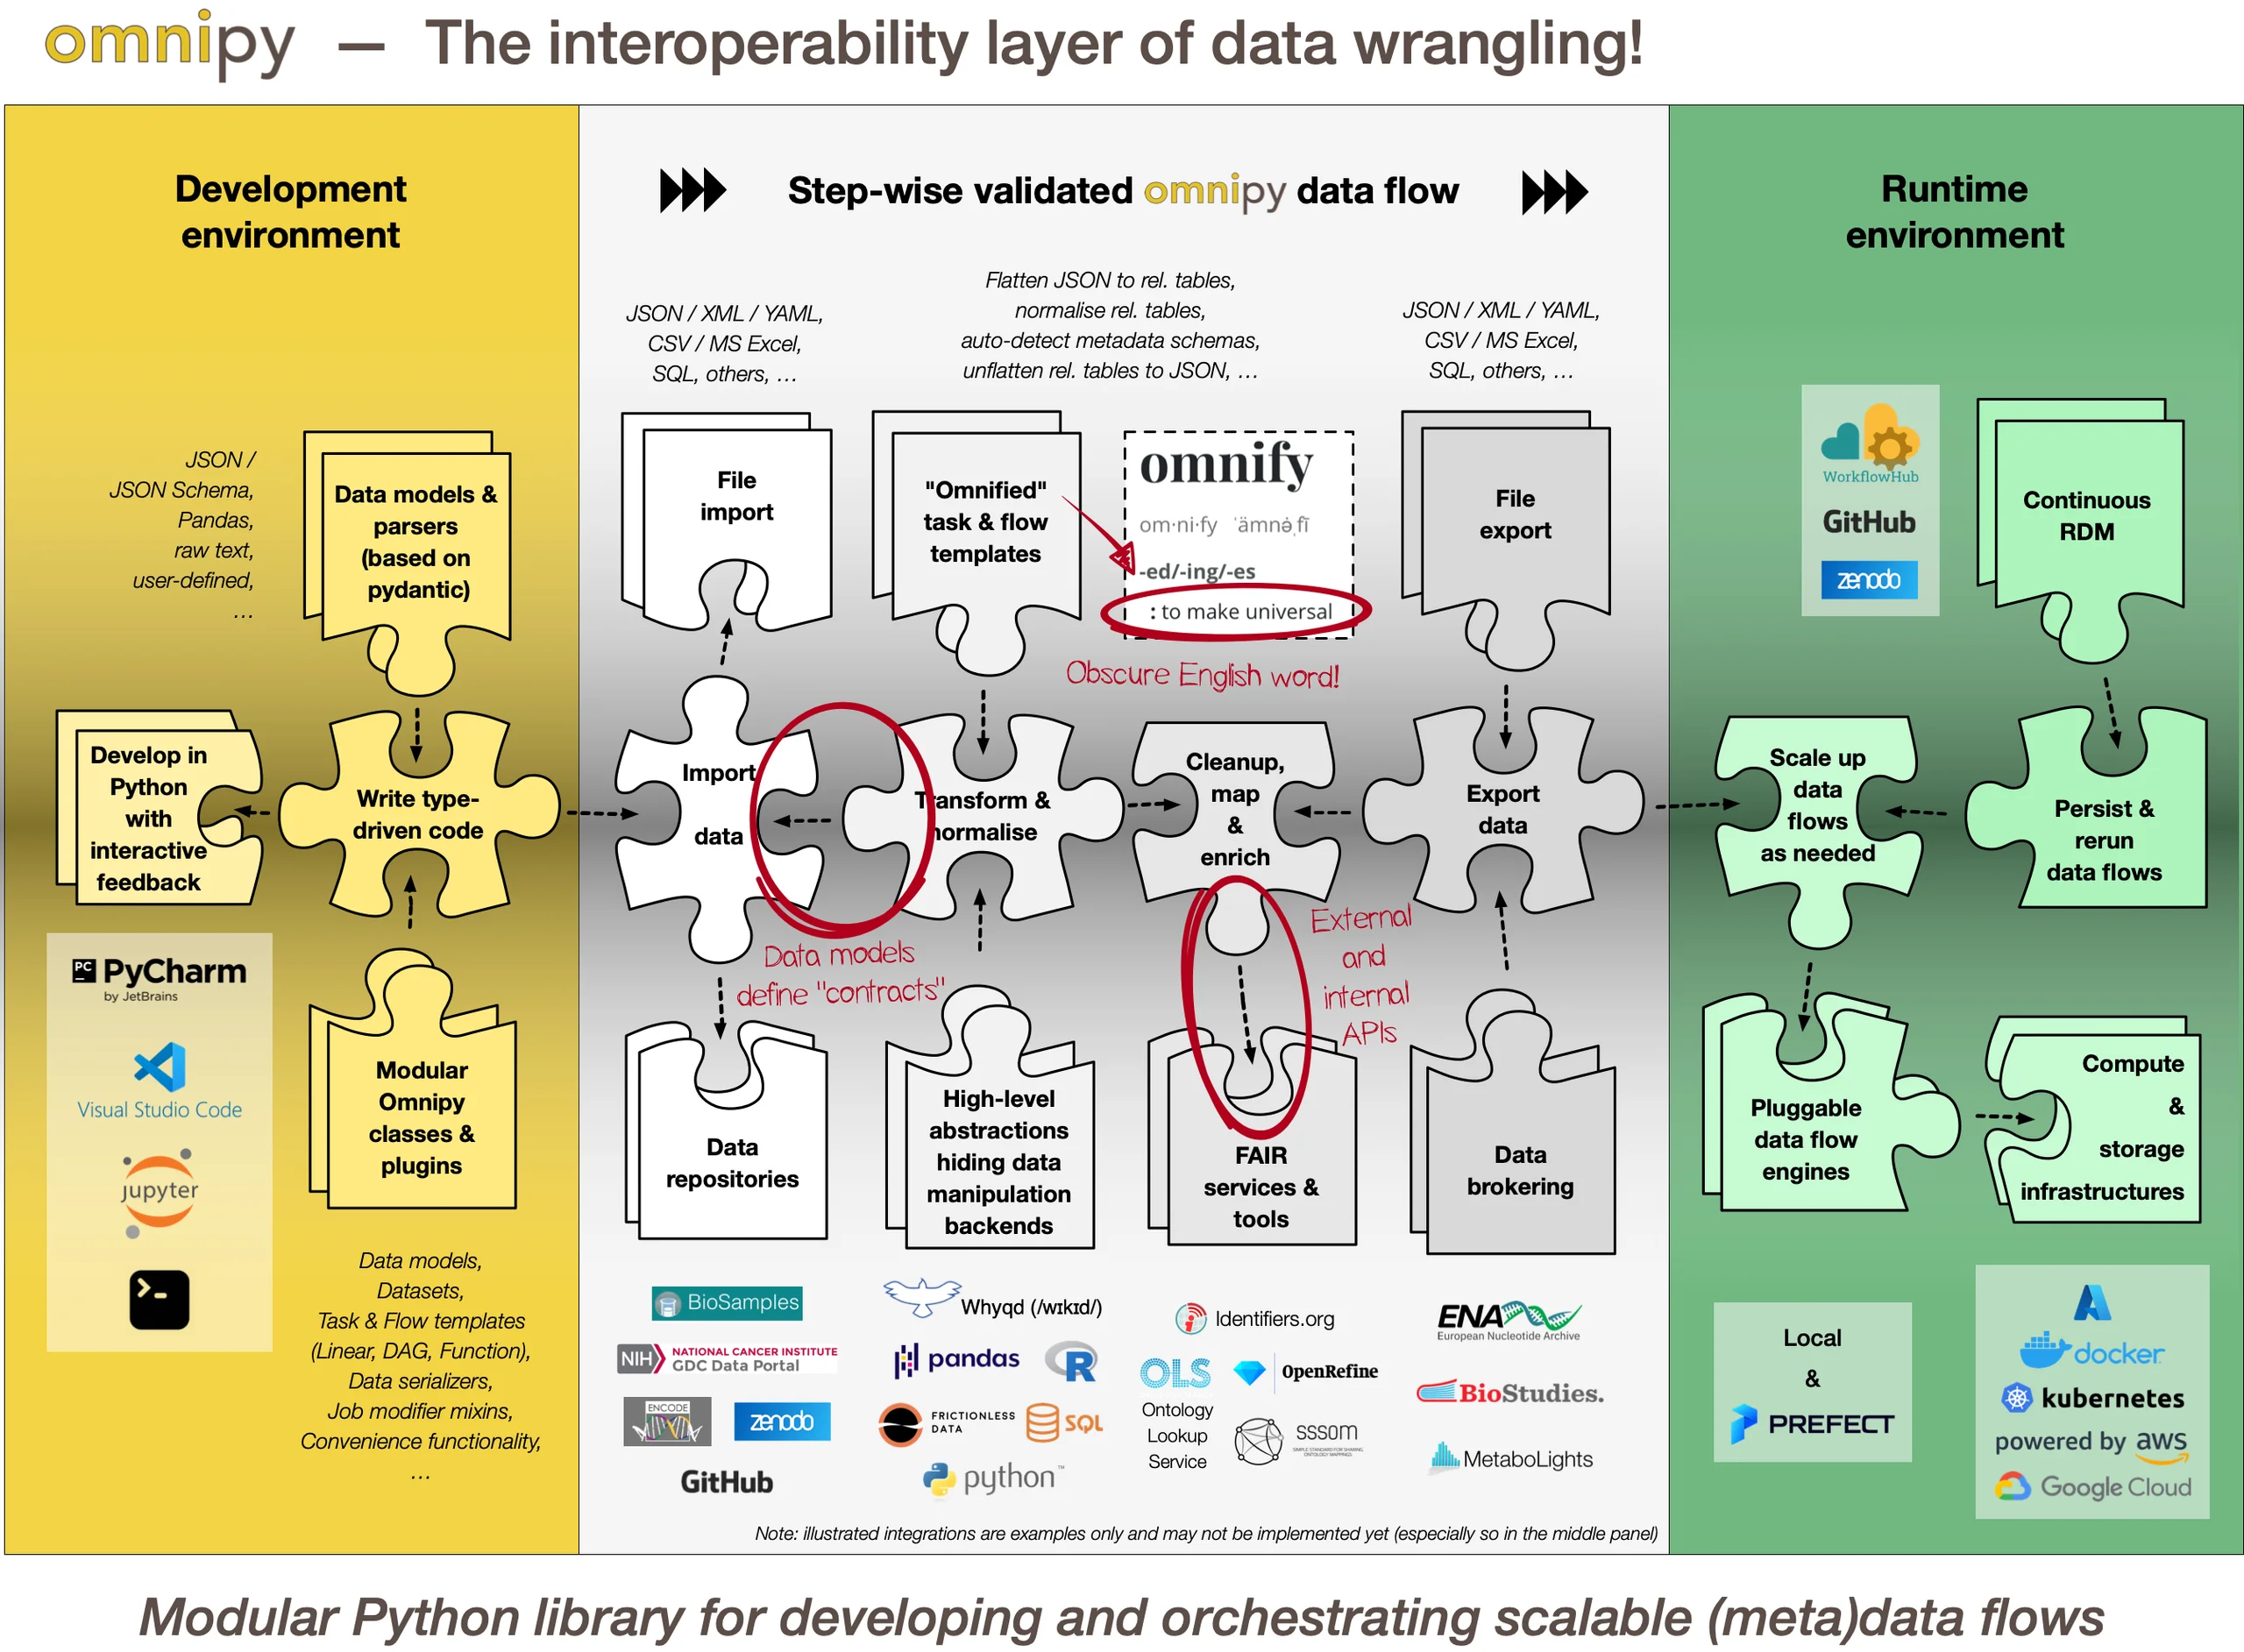 omnipy – The interoperability layer of data wrangling!
Development
environment
JSON /
JSON Schema,
Pandas,
raw text,
user-defined,
…
Data models &
parsers
(based on
pydantic)
Develop in
Python
with
interactive
feedback
Write type-
driven code
PC
PyCharm
by JetBrains
Visual Studio Code
jupyter
Modular
Omnipy
classes &
plugins
Data models,
Datasets,
Task & Flow templates
(Linear, DAG, Function),
Data serializers,
Job modifier mixins,
Convenience functionality,
…
Step-wise validated omnipy data flow
JSON / XML / YAML,
CSV / MS Excel,
SQL, others, …
Flatten JSON to rel. tables,
normalise rel. tables,
auto-detect metadata schemas,
unflatten rel. tables to JSON, …
JSON / XML / YAML,
CSV / MS Excel,
SQL, others, …
File
import
"Omnified"
task & flow
templates
omnify
om·ni·fy ˈämnə̇ˌfī
-ed/-ing/-es
: to make universal
Obscure English word!
File
export
Import
data
Transform &
normalise
Cleanup,
map
&
enrich
Export
data
Data models
define "contracts"
External
and
internal
APIs
Data
repositories
High-level
abstractions
hiding data
manipulation
backends
FAIR
services &
tools
Data
brokering
BioSamples
NIH NATIONAL CANCER INSTITUTE
GDC Data Portal
ENCODE
zenodo
GitHub
Whyqd (/wɪkɪd/)
pandas
R
FRICTIONLESS
DATA
SQL
python™
Identifiers.org
OLS
Ontology
Lookup
Service
OpenRefine
sssom
SIMPLE STANDARD FOR SHARING
ONTOLOGY MAPPINGS
ENA
European Nucleotide Archive
BioStudies.
MetaboLights
Note: illustrated integrations are examples only and may not be implemented yet (especially so in the middle panel)
Runtime
environment
WorkflowHub
GitHub
zenodo
Continuous
RDM
Scale up
data
flows
as needed
Persist &
rerun
data flows
Pluggable
data flow
engines
Compute
&
storage
infrastructures
Local
&
PREFECT
docker
kubernetes
powered by aws
Google Cloud
Modular Python library for developing and orchestrating scalable (meta)data flows